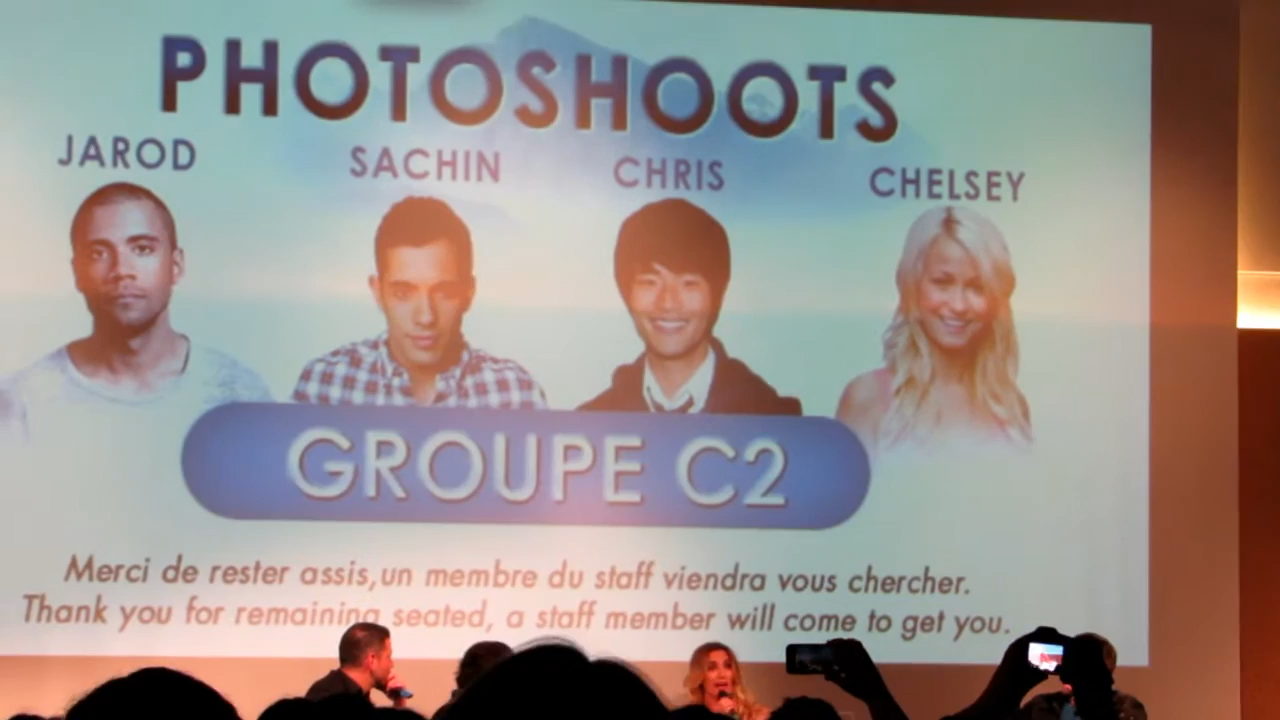 PHOTOSHOOTS
JAROD SACHIN CHRIS CHELSEY
GROUPE C2
Merci de rester assis,un membre du staff viendra vous chercher.
Thank you for remaining seated, a staff member will come to get you.